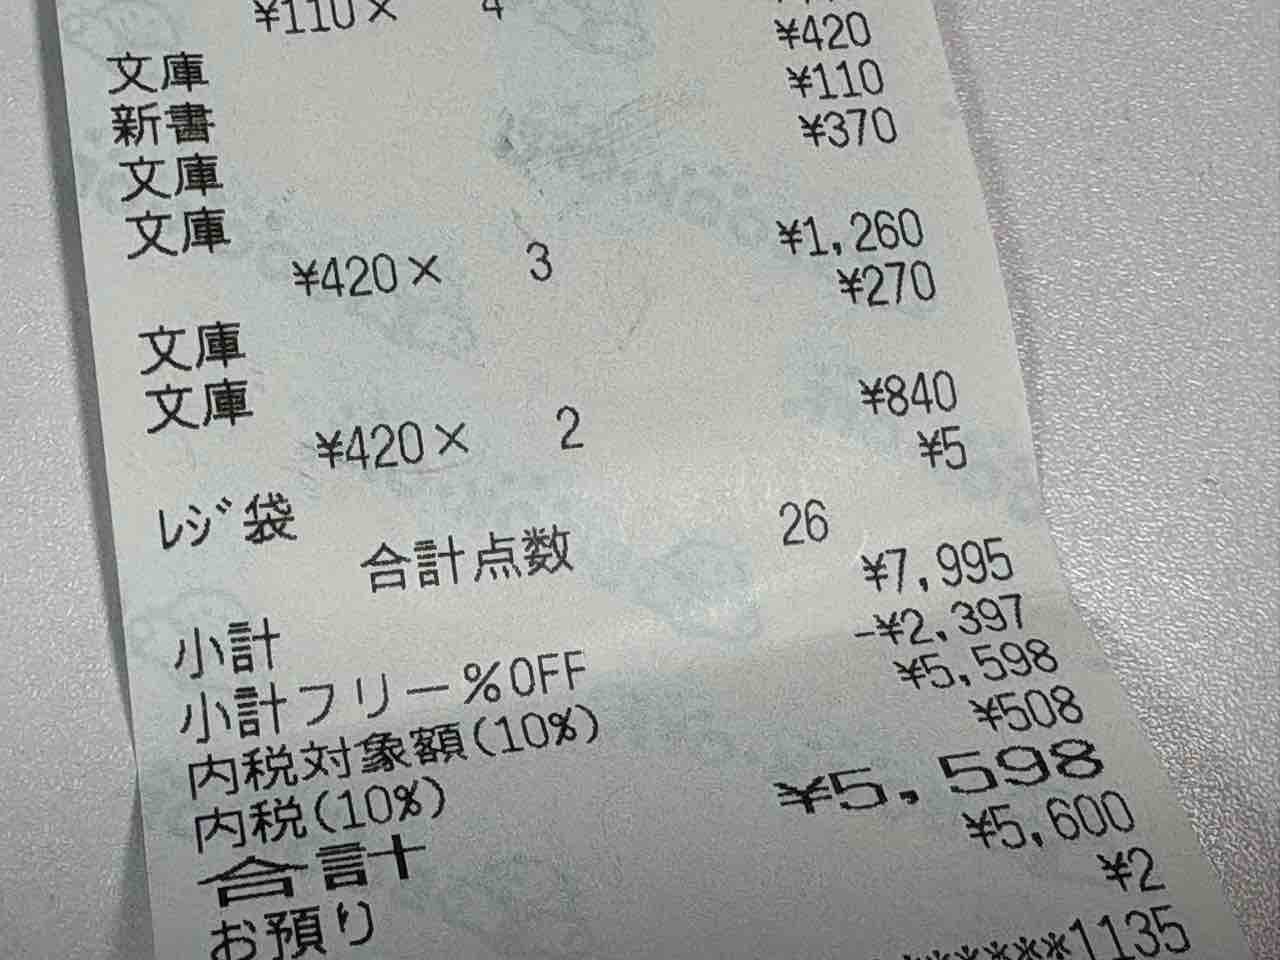 ¥110× 4
文庫 ¥420
新書 ¥110
文庫 ¥370
文庫
¥420× 3 ¥1,260
文庫 ¥270
文庫
¥420× 2 ¥840
ﾚｼﾞ袋 ¥5
合計点数 26
小計 ¥7,995
小計フリー%OFF -¥2,397
内税対象額(10%) ¥5,598
内税(10%) ¥508
合計 ¥5,598
お預り ¥5,600
¥2
******1135